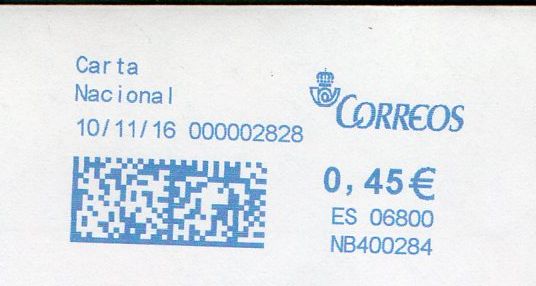 Carta
Nacional
10/11/16 000002828
CORREOS
0,45€
ES 06800
NB400284